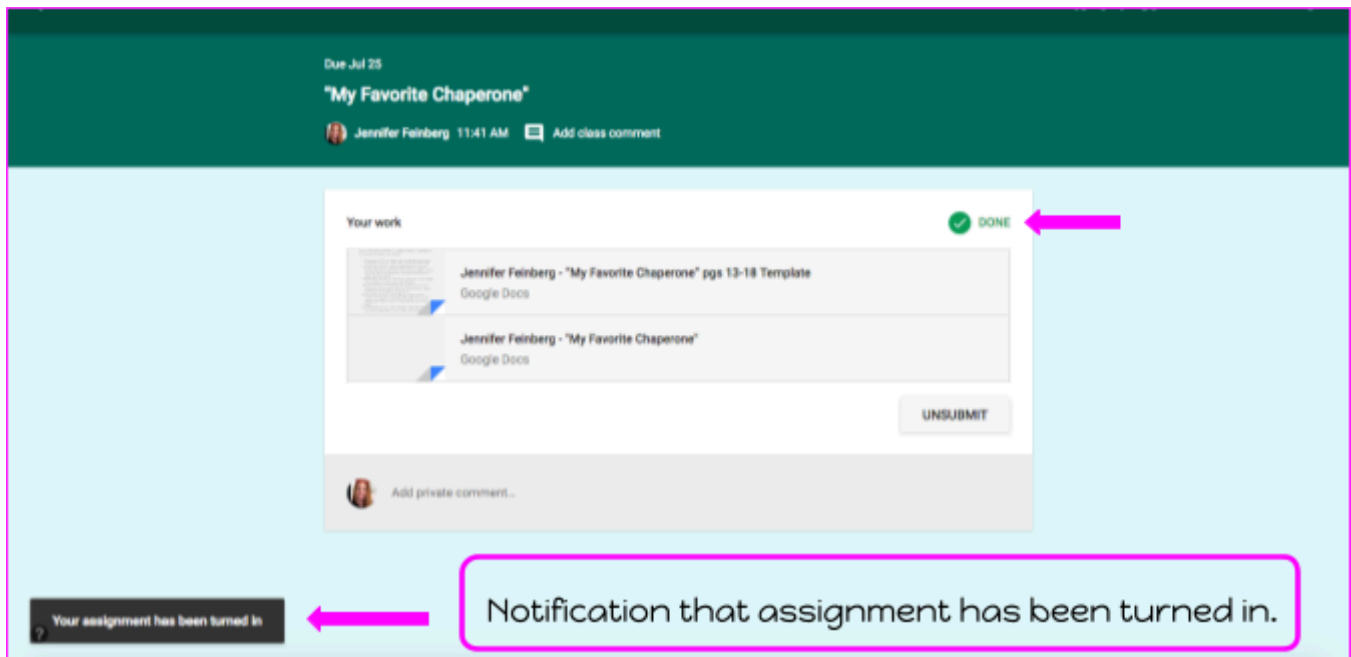 Due Jul 25
"My Favorite Chaperone"
Jennifer Feinberg 11:41 AM Add class comment
Your work
DONE
Jennifer Feinberg - "My Favorite Chaperone" pgs 13-18 Template
Google Docs
Jennifer Feinberg - "My Favorite Chaperone"
Google Docs
UNSUBMIT
Add private comment...
Your assignment has been turned in
?
Notification that assignment has been turned in.